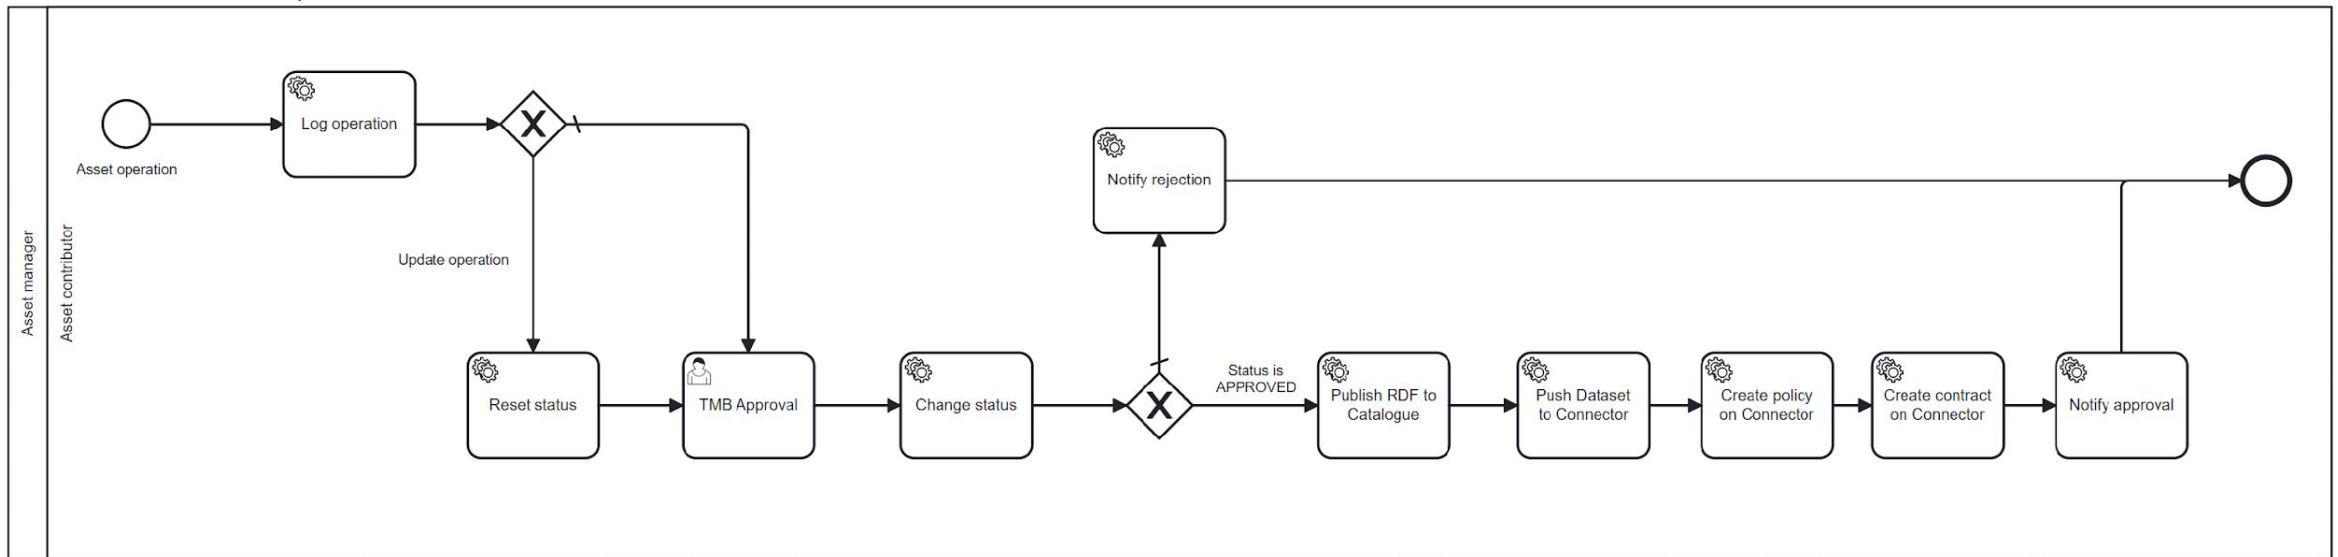 Asset manager
Asset contributor
Asset operation
Log operation
X
Update operation
Reset status
TMB Approval
Change status
X
Notify rejection
Status is
APPROVED
Publish RDF to
Catalogue
Push Dataset
to Connector
Create policy
on Connector
Create contract
on Connector
Notify approval